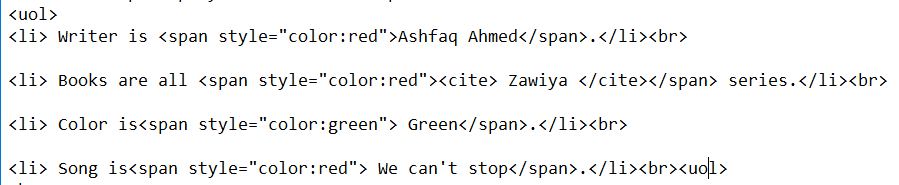 <uol>
<li> Writer is <span style="color:red">Ashfaq Ahmed</span>.</li><br>
<li> Books are all <span style="color:red"><cite> Zawiya </cite></span> series.</li><br>
<li> Color is<span style="color:green"> Green</span>.</li><br>
<li> Song is<span style="color:red"> We can't stop</span>.</li><br><uol>